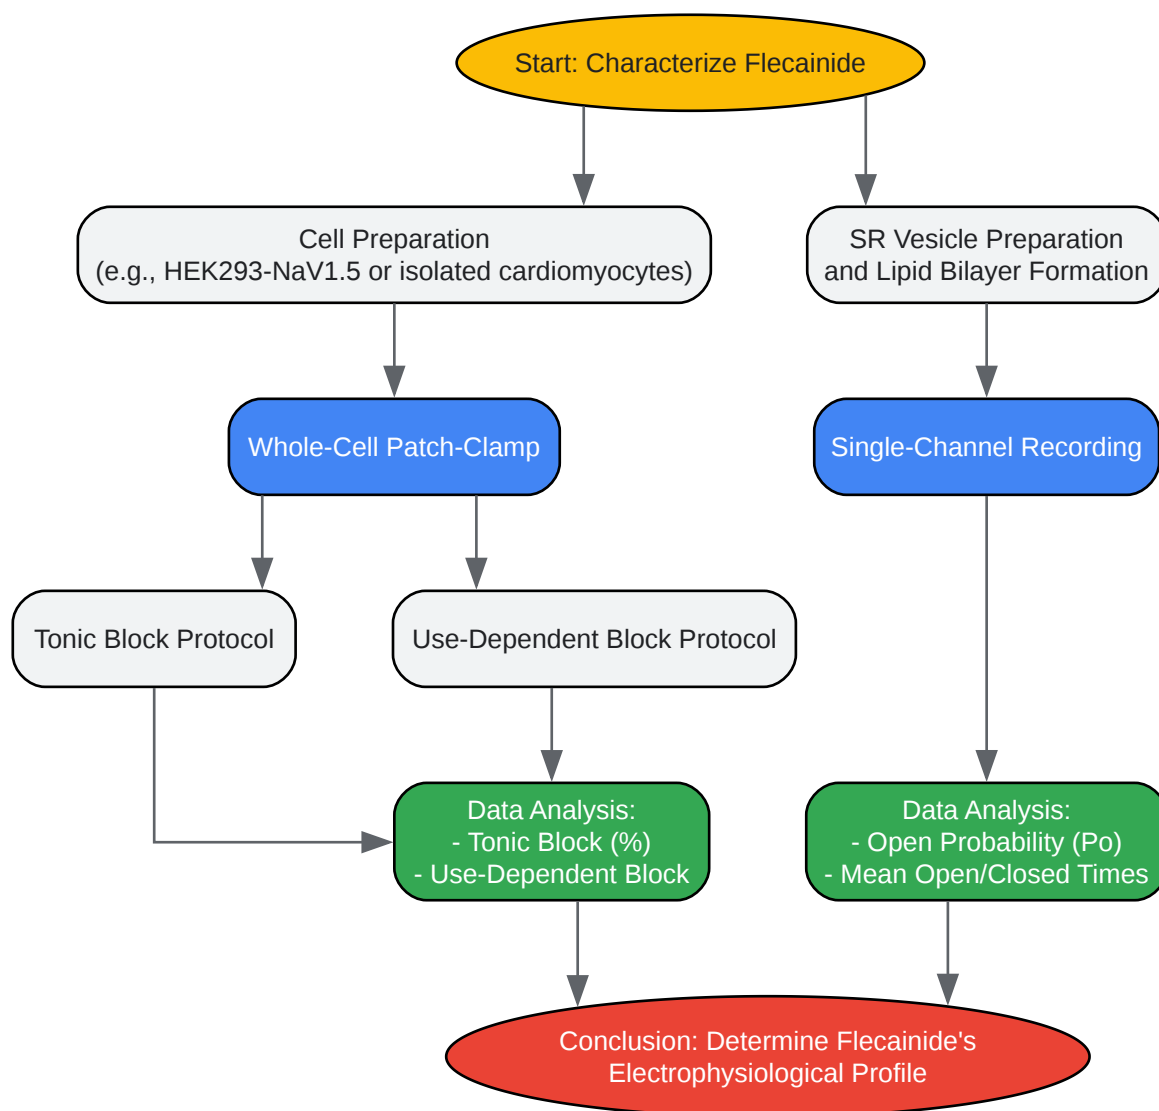 Start: Characterize Flecainide
Cell Preparation
(e.g., HEK293-NaV1.5 or isolated cardiomyocytes)
SR Vesicle Preparation
and Lipid Bilayer Formation
Whole-Cell Patch-Clamp
Single-Channel Recording
Tonic Block Protocol
Use-Dependent Block Protocol
Data Analysis:
- Tonic Block (%)
- Use-Dependent Block
Data Analysis:
- Open Probability (Po)
- Mean Open/Closed Times
Conclusion: Determine Flecainide's
Electrophysiological Profile